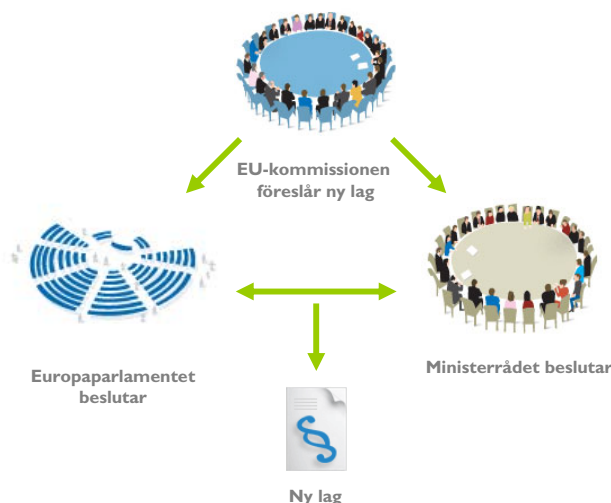 EU-kommissionen
föreslår ny lag
Europaparlamentet
beslutar
Ministerrådet beslutar
§
Ny lag